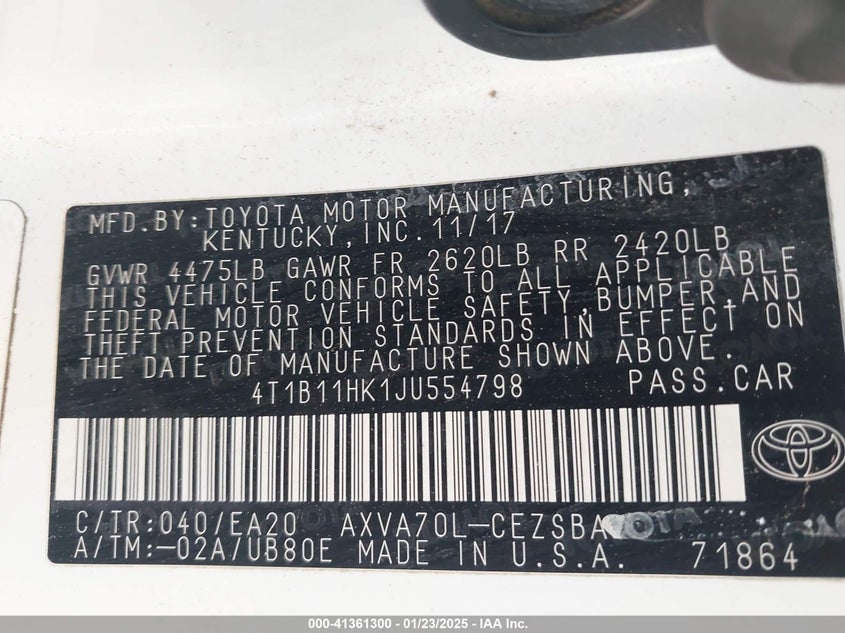 MFD.BY:TOYOTA MOTOR MANUFACTURING,
KENTUCKY,INC.11/17
GVWR 4475LB GAWR FR 2620LB RR 2420LB
THIS VEHICLE CONFORMS TO ALL APPLICABLE
FEDERAL MOTOR VEHICLE SAFETY,BUMPER,AND
THEFT PREVENTION STANDARDS IN EFFECT ON
THE DATE OF MANUFACTURE SHOWN ABOVE.
4T1B11HK1JU554798 PASS.CAR
C/TR:040/EA20 AXVA70L-CEZSBA
A/TM:-02A/UB80E MADE IN U.S.A. 71864
000-41361300 - 01/23/2025 - IAA Inc.